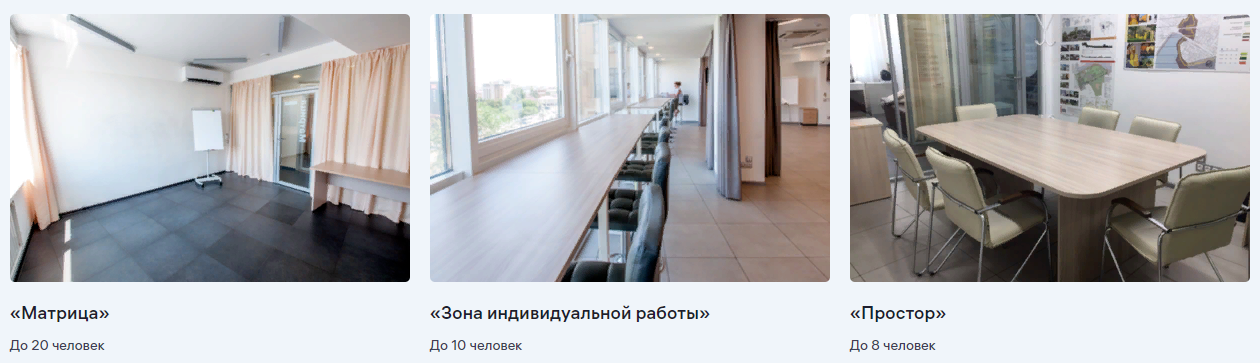 «Матрица»
До 20 человек
«Зона индивидуальной работы»
До 10 человек
«Простор»
До 8 человек